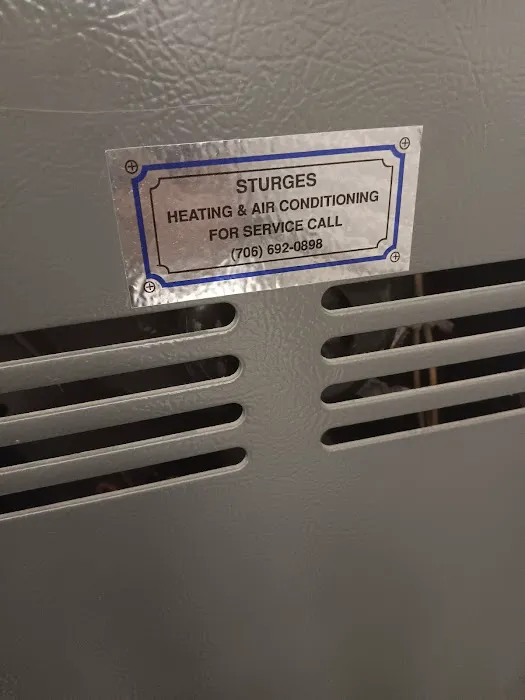 STURGES
HEATING & AIR CONDITIONING
FOR SERVICE CALL
(706) 692-0898